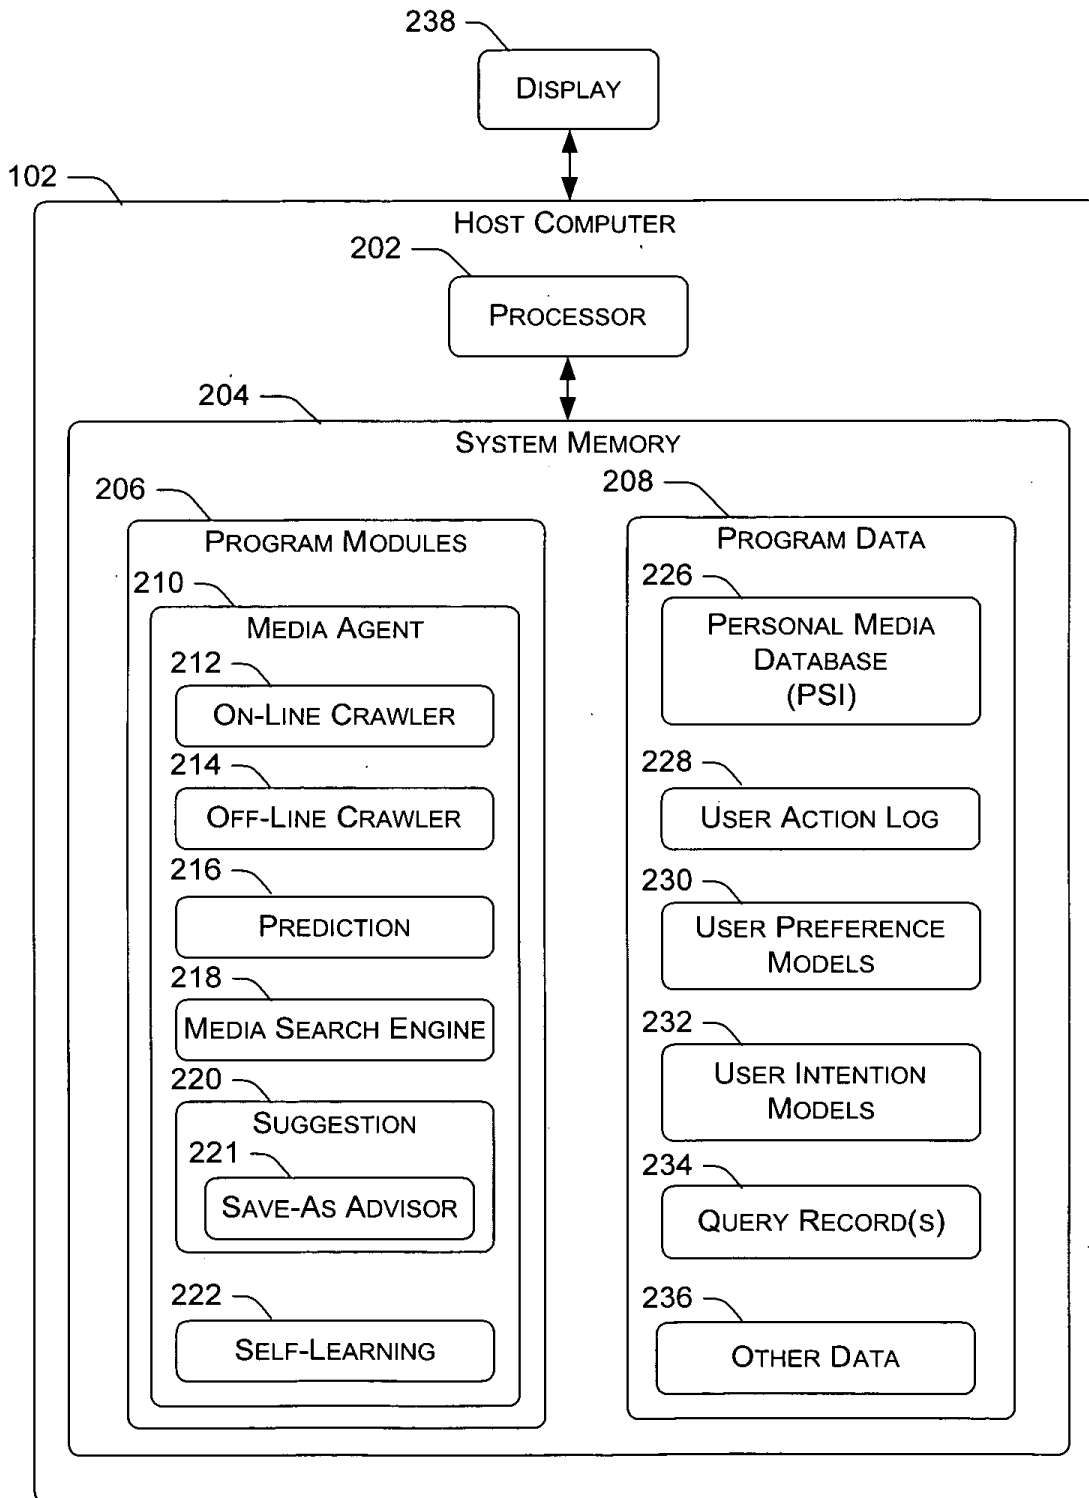 238
DISPLAY
102
HOST COMPUTER
202
PROCESSOR
204
SYSTEM MEMORY
206
PROGRAM MODULES
210
MEDIA AGENT
212
ON-LINE CRAWLER
214
OFF-LINE CRAWLER
216
PREDICTION
218
MEDIA SEARCH ENGINE
220
SUGGESTION
221
SAVE-AS ADVISOR
222
SELF-LEARNING
208
PROGRAM DATA
226
PERSONAL MEDIA
DATABASE
(PSI)
228
USER ACTION LOG
230
USER PREFERENCE
MODELS
232
USER INTENTION
MODELS
234
QUERY RECORD(S)
236
OTHER DATA